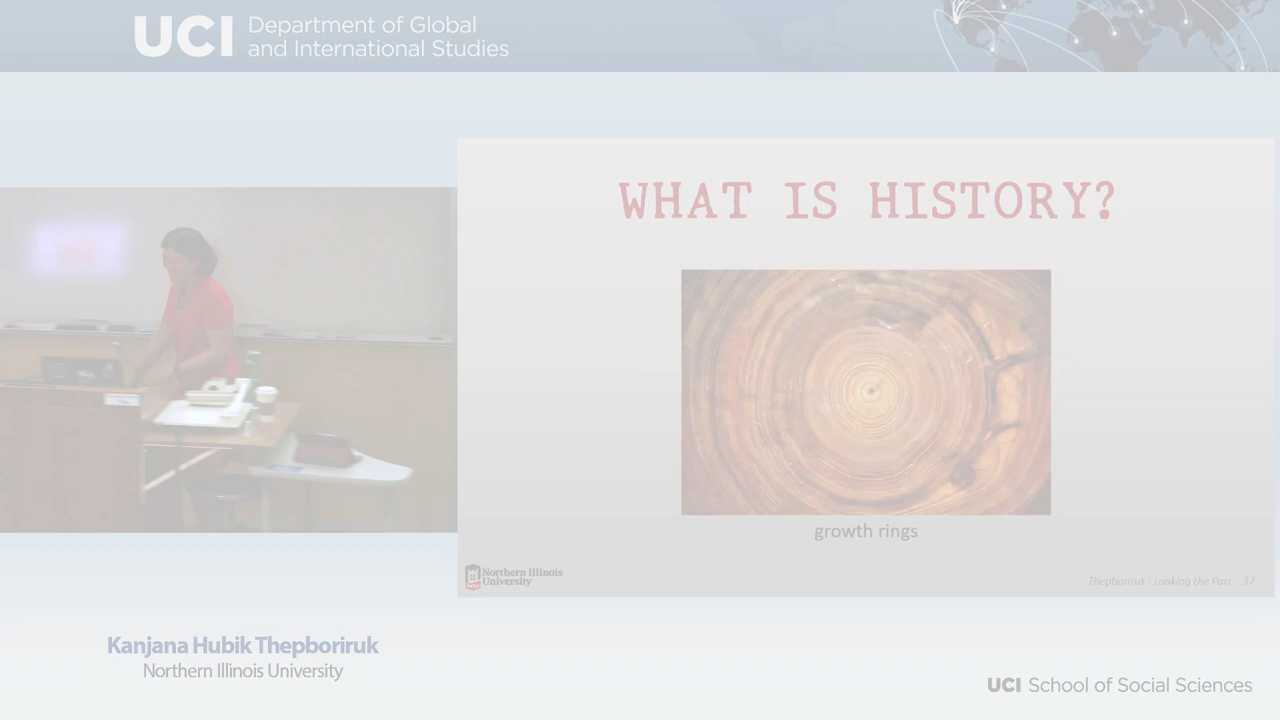 UCI Department of Global
and International Studies
WHAT IS HISTORY?
growth rings
Northern Illinois
University
Thepboriruk | Looking the Part - 37
Kanjana Hubik Thepboriruk
Northern Illinois University
UCI School of Social Sciences